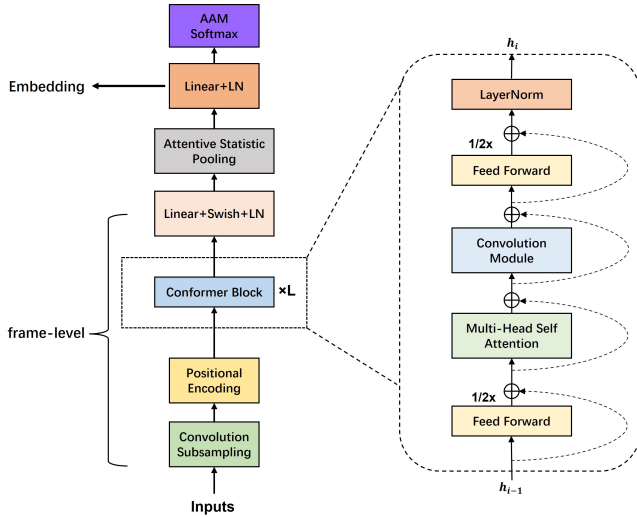 AAM
Softmax
Embedding
Linear+LN
Attentive Statistic
Pooling
Linear+Swish+LN
Conformer Block
×L
frame-level
Positional
Encoding
Convolution
Subsampling
Inputs
h_i
LayerNorm
1/2x
Feed Forward
Convolution
Module
Multi-Head Self
Attention
1/2x
Feed Forward
h_{i-1}